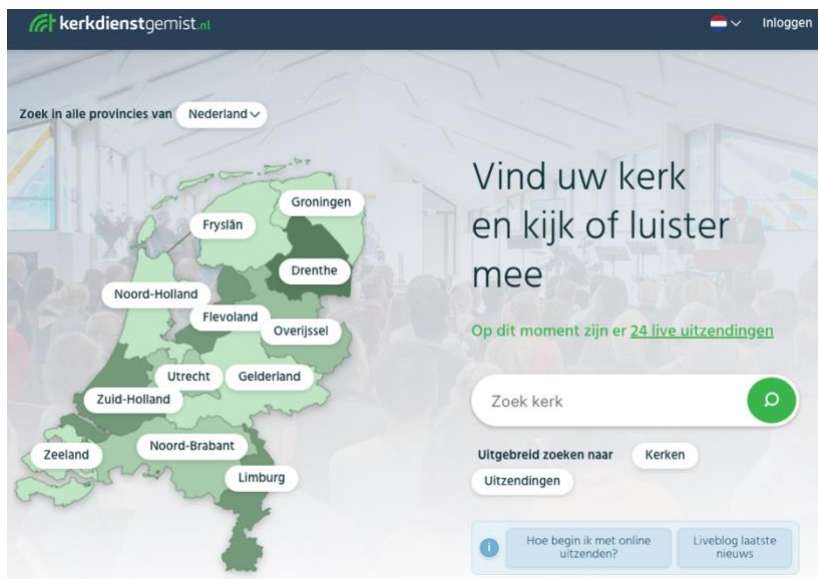 kerkdienstgemist.nl
Inloggen
Zoek in alle provincies van Nederland
Groningen
Fryslân
Drenthe
Noord-Holland
Flevoland
Overijssel
Utrecht
Gelderland
Zuid-Holland
Noord-Brabant
Zeeland
Limburg
Vind uw kerk
en kijk of luister
mee
Op dit moment zijn er 24 live uitzendingen
Zoek kerk
Uitgebreid zoeken naar Kerken
Uitzendingen
i
Hoe begin ik met online
uitzenden?
Liveblog laatste
nieuws